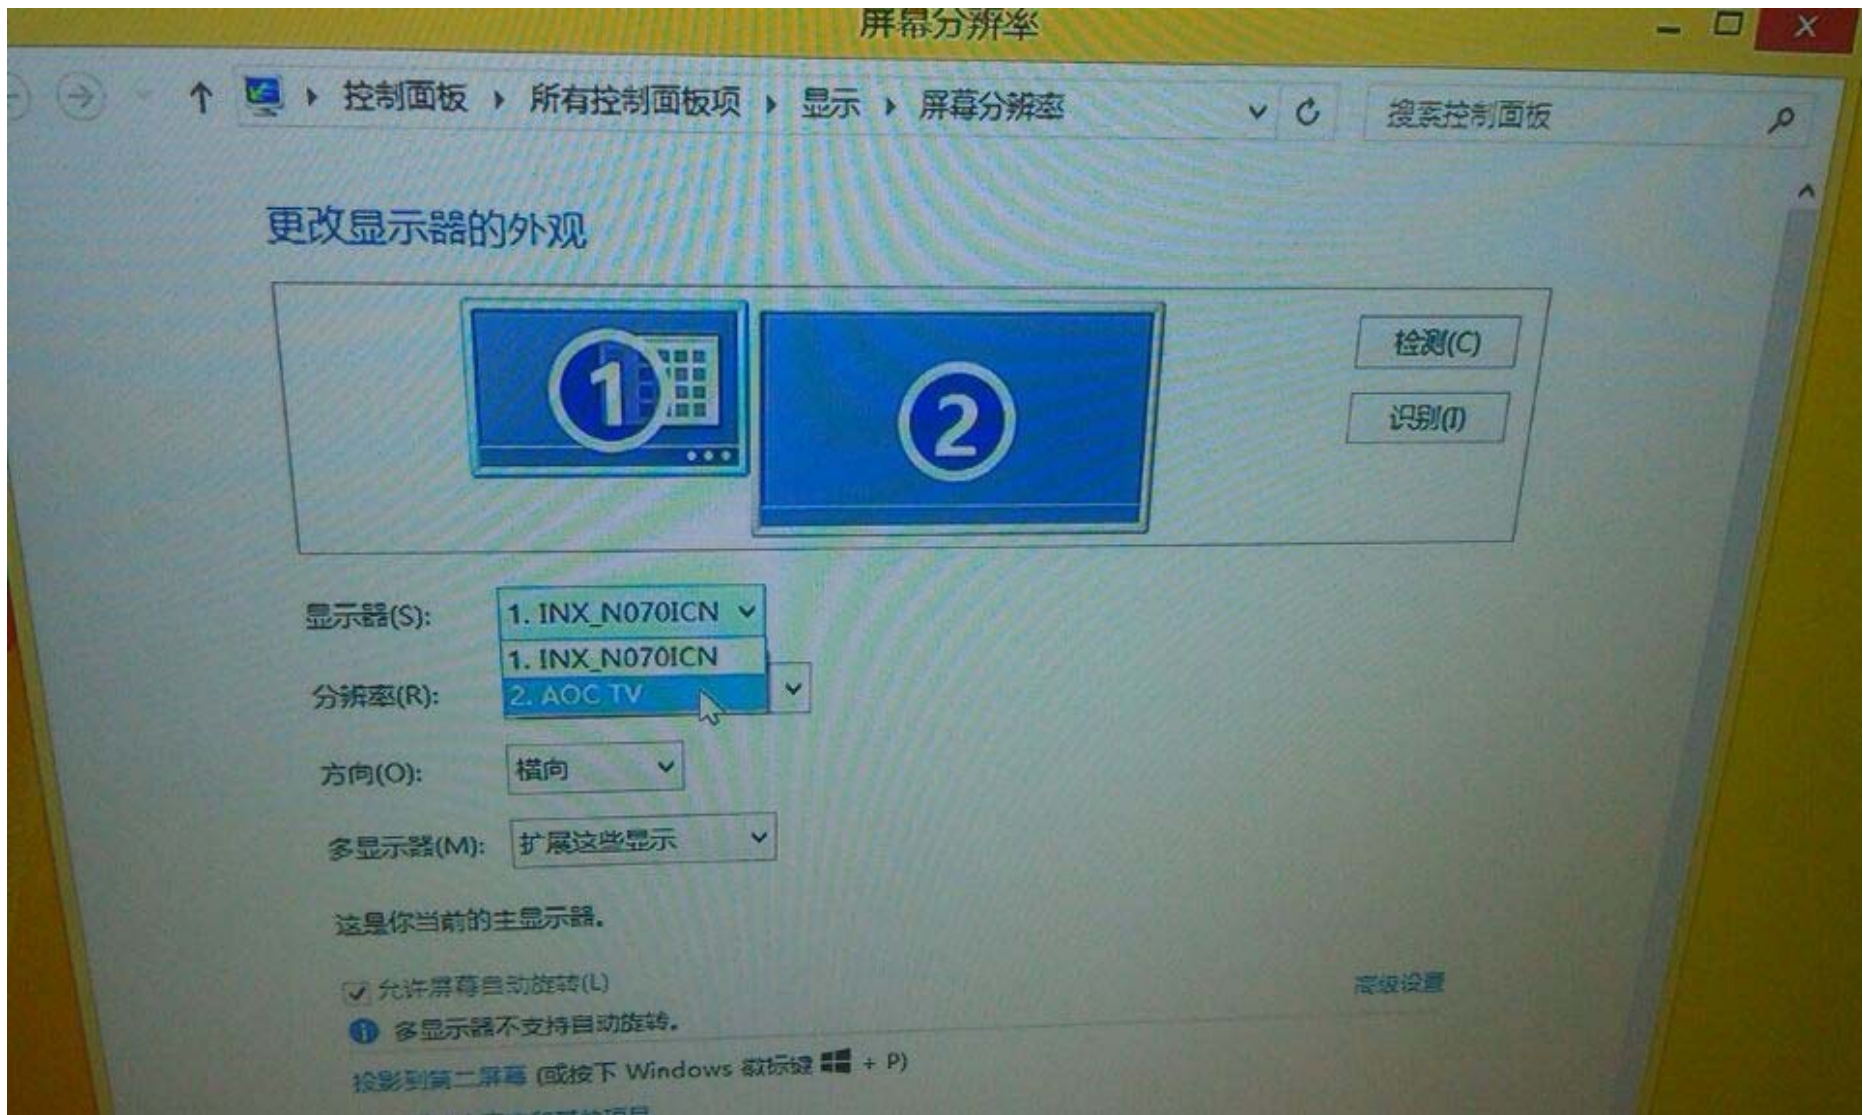 屏幕分辨率
控制面板 所有控制面板项 显示 屏幕分辨率 搜索控制面板
更改显示器的外观
1 2
检测(C)
识别(I)
显示器(S): 1. INX_N070ICN
1. INX_N070ICN
2. AOC TV
分辨率(R):
方向(O): 横向
多显示器(M): 扩展这些显示
这是你当前的主显示器。
允许屏幕自动旋转(L)
高级设置
多显示器不支持自动旋转。
投影到第二屏幕 (或按下 Windows 徽标键 + P)